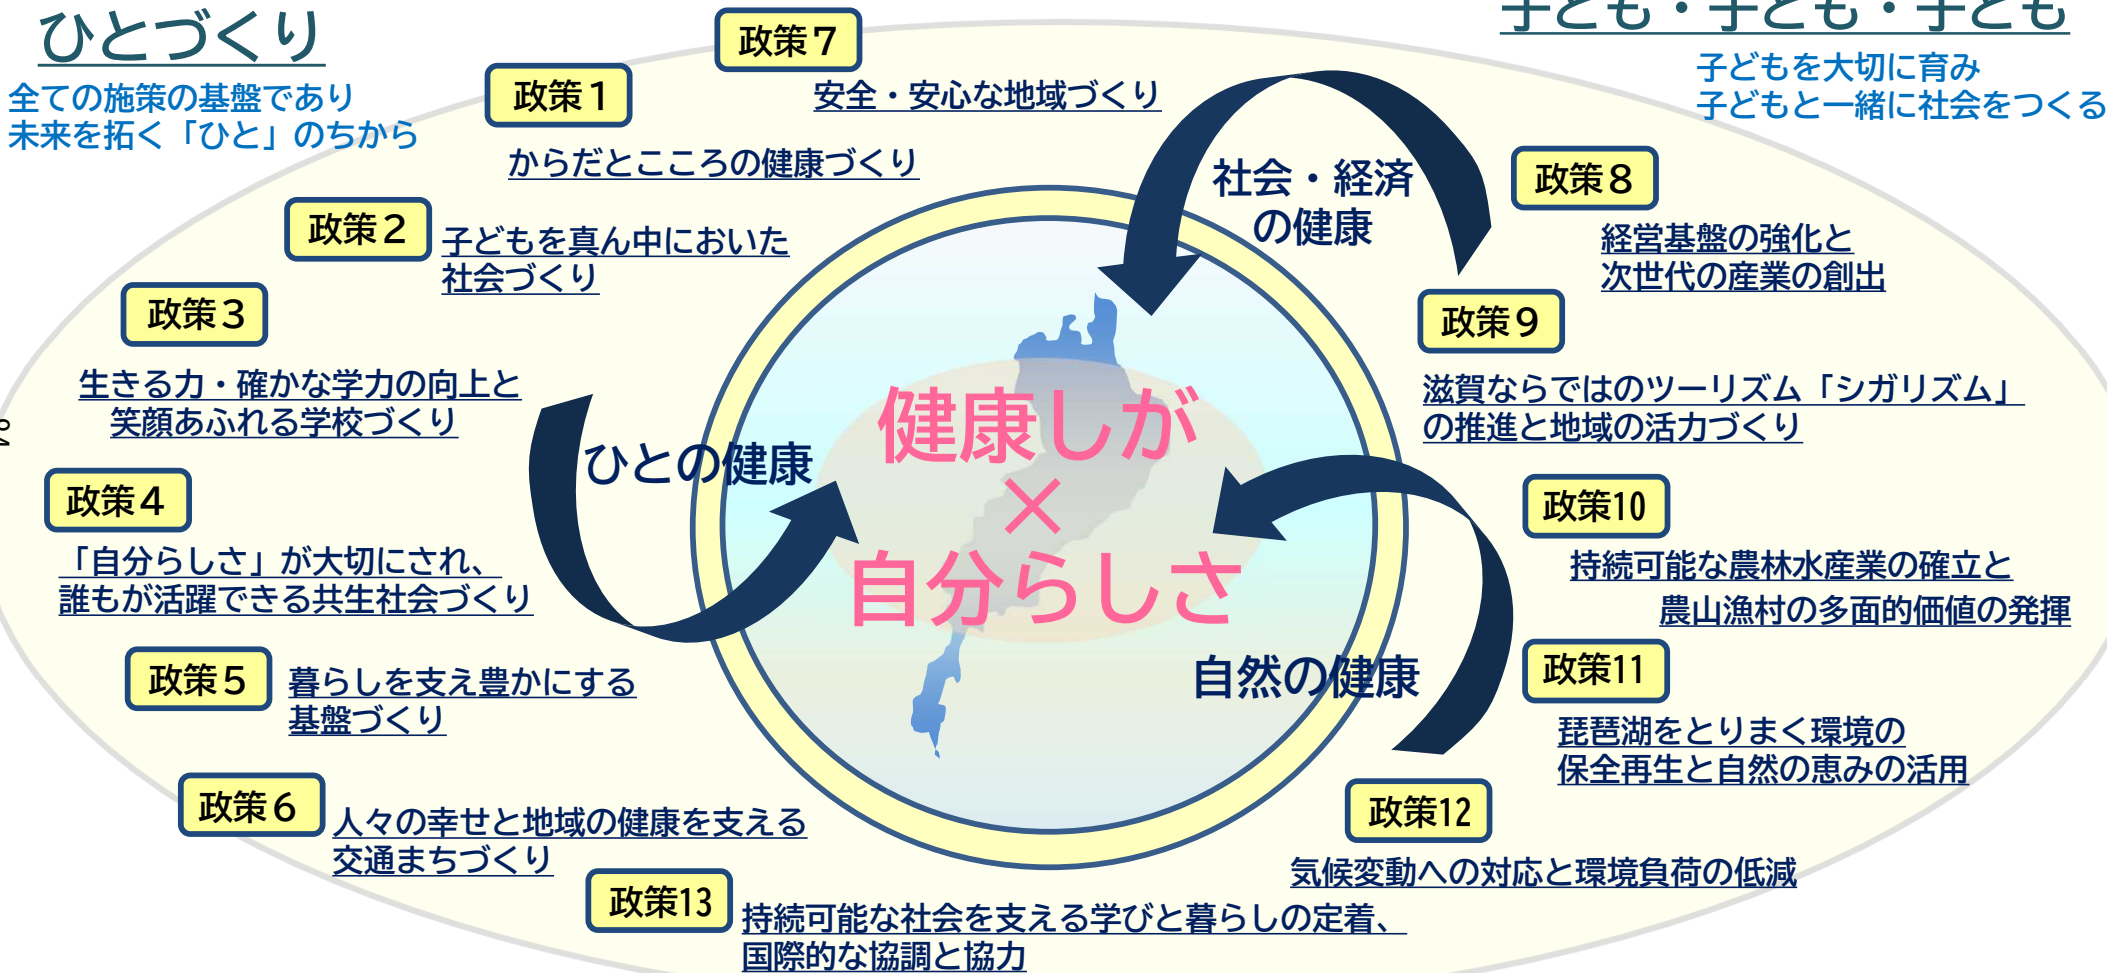 ひとづくり
全ての施策の基盤であり
未来を拓く「ひと」のちから
子ども・子ども・子ども
子どもを大切に育み
子どもと一緒に社会をつくる
政策7
安全・安心な地域づくり
政策1
からだとこころの健康づくり
政策2
子どもを真ん中においた
社会づくり
政策3
生きる力・確かな学力の向上と
笑顔あふれる学校づくり
政策4
「自分らしさ」が大切にされ、
誰もが活躍できる共生社会づくり
政策5
暮らしを支え豊かにする
基盤づくり
政策6
人々の幸せと地域の健康を支える
交通まちづくり
政策13
持続可能な社会を支える学びと暮らしの定着、
国際的な協調と協力
ひとの健康
健康しが
×
自分らしさ
社会・経済
の健康
自然の健康
政策8
経営基盤の強化と
次世代の産業の創出
政策9
滋賀ならではのツーリズム「シガリズム」
の推進と地域の活力づくり
政策10
持続可能な農林水産業の確立と
農山漁村の多面的価値の発揮
政策11
琵琶湖をとりまく環境の
保全再生と自然の恵みの活用
政策12
気候変動への対応と環境負荷の低減